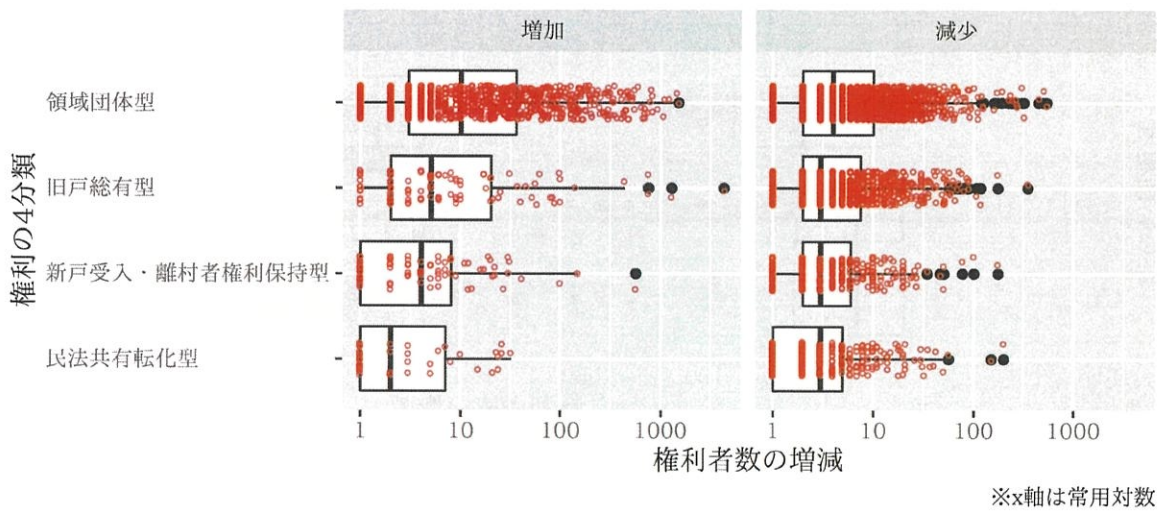 増加
減少
権利の4分類
領域団体型
旧戸総有型
新戸受入・離村者権利保持型
民法共有転化型
1 10 100 1000
1 10 100 1000
権利者数の増減
※x軸は常用対数